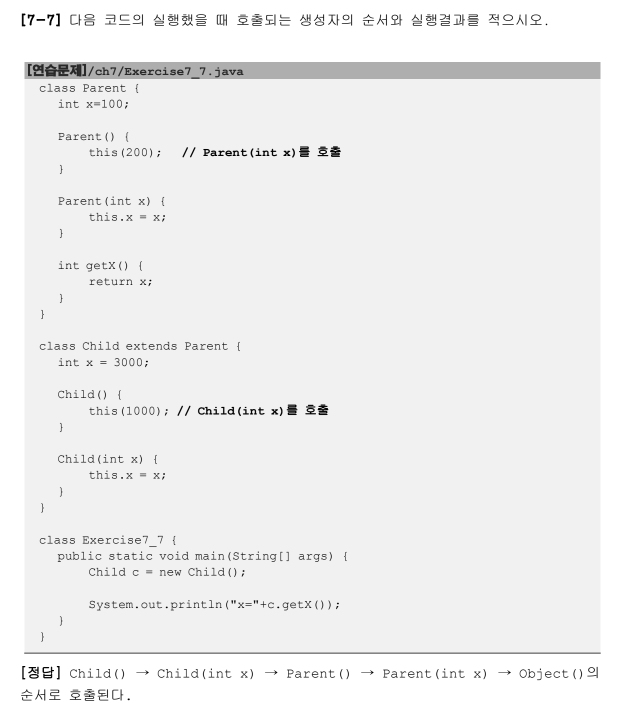 [7-7] 다음 코드의 실행했을 때 호출되는 생성자의 순서와 실행결과를 적으시오.
[연습문제]/ch7/Exercise7_7.java
class Parent {
int x=100;
Parent() {
this(200); // Parent(int x)를 호출
}
Parent(int x) {
this.x = x;
}
int getX() {
return x;
}
}
class Child extends Parent {
int x = 3000;
Child() {
this(1000); // Child(int x)를 호출
}
Child(int x) {
this.x = x;
}
}
class Exercise7_7 {
public static void main(String[] args) {
Child c = new Child();
System.out.println("x="+c.getX());
}
}
[정답] Child() → Child(int x) → Parent() → Parent(int x) → Object()의
순서로 호출된다.